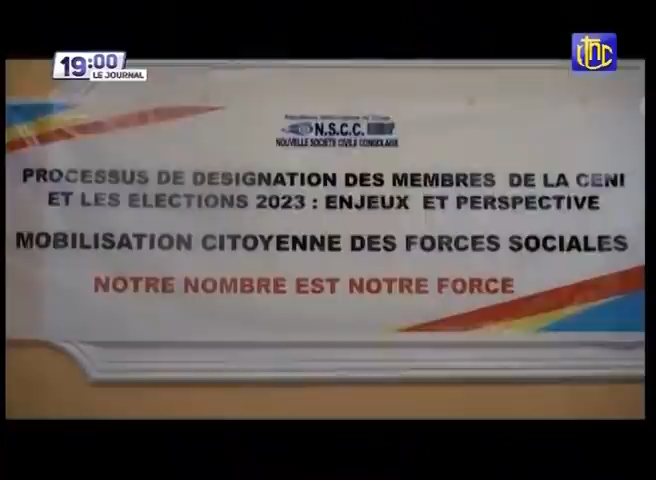 19:00
LE JOURNAL
N.S.C.C.
NOUVELLE SOCIETE CIVILE CONGOLAISE
PROCESSUS DE DESIGNATION DES MEMBRES DE LA CENI
ET LES ELECTIONS 2023 : ENJEUX ET PERSPECTIVE
MOBILISATION CITOYENNE DES FORCES SOCIALES
NOTRE NOMBRE EST NOTRE FORCE